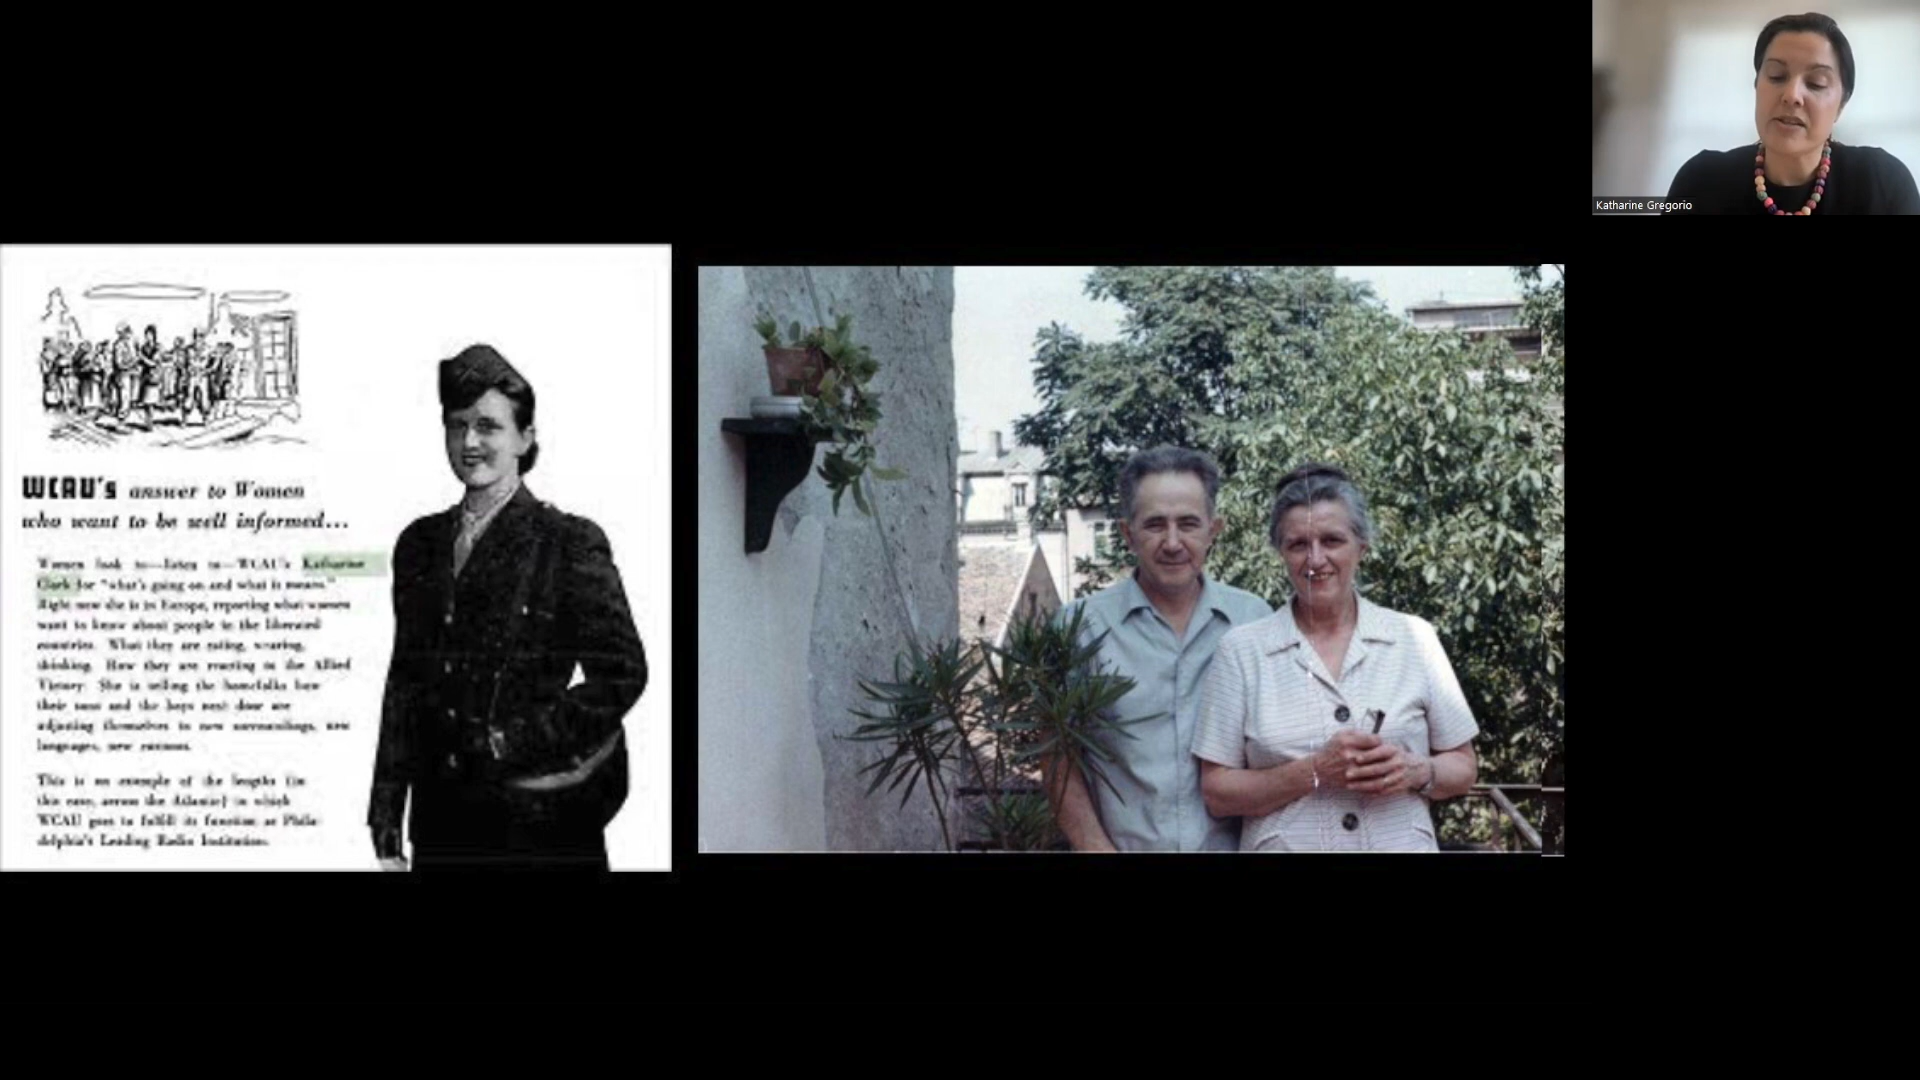 Katharine Gregorio
WCAU's answer to Women
who want to be well informed...
Women look to—listen to—WCAU's Katharine
Clark for "what's going on and what it means."
Right now she is in Europe, reporting what women
want to know about people in the liberated
countries. What they are eating, wearing,
thinking. How they are reacting to the Allied
Victory. She is telling the homefolks how
their sons and the boys next door are
adjusting themselves to new surroundings, new
languages, new customs.
This is an example of the lengths (in
this case, across the Atlantic) to which
WCAU goes to fulfill its function as Phila-
delphia's Leading Radio Institution.